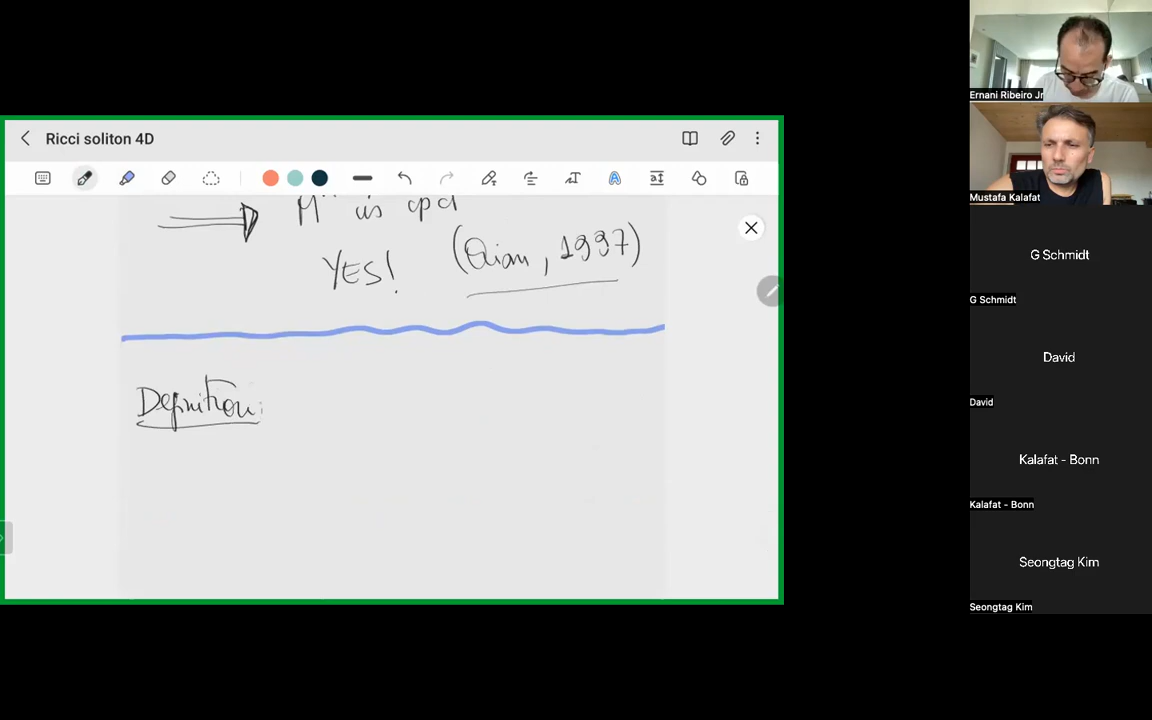 Ricci soliton 4D
M is cpct
YES! (Qian, 1997)
Definition:
Ernani Ribeiro Jr
Mustafa Kalafat
G Schmidt
G Schmidt
David
David
Kalafat - Bonn
Kalafat - Bonn
Seongtag Kim
Seongtag Kim